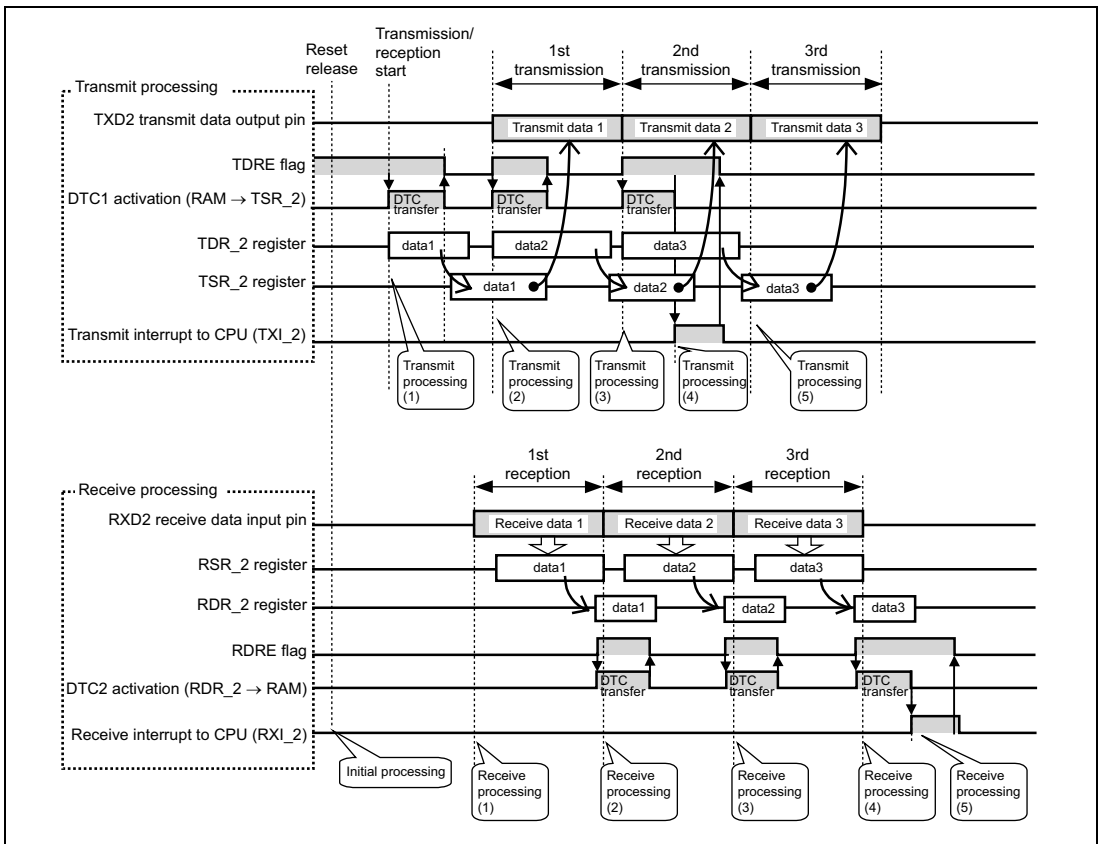 Reset
release
Transmission/
reception
start
1st
transmission
2nd
transmission
3rd
transmission
Transmit processing
TXD2 transmit data output pin
Transmit data 1
Transmit data 2
Transmit data 3
TDRE flag
DTC1 activation (RAM → TSR_2)
DTC
transfer
DTC
transfer
DTC
transfer
TDR_2 register
data1
data2
data3
TSR_2 register
data1
data2
data3
Transmit interrupt to CPU (TXI_2)
Transmit
processing
(1)
Transmit
processing
(2)
Transmit
processing
(3)
Transmit
processing
(4)
Transmit
processing
(5)
1st
reception
2nd
reception
3rd
reception
Receive processing
RXD2 receive data input pin
Receive data 1
Receive data 2
Receive data 3
RSR_2 register
data1
data2
data3
RDR_2 register
data1
data2
data3
RDRE flag
DTC2 activation (RDR_2 → RAM)
DTC
transfer
DTC
transfer
DTC
transfer
Receive interrupt to CPU (RXI_2)
Initial processing
Receive
processing
(1)
Receive
processing
(2)
Receive
processing
(3)
Receive
processing
(4)
Receive
processing
(5)